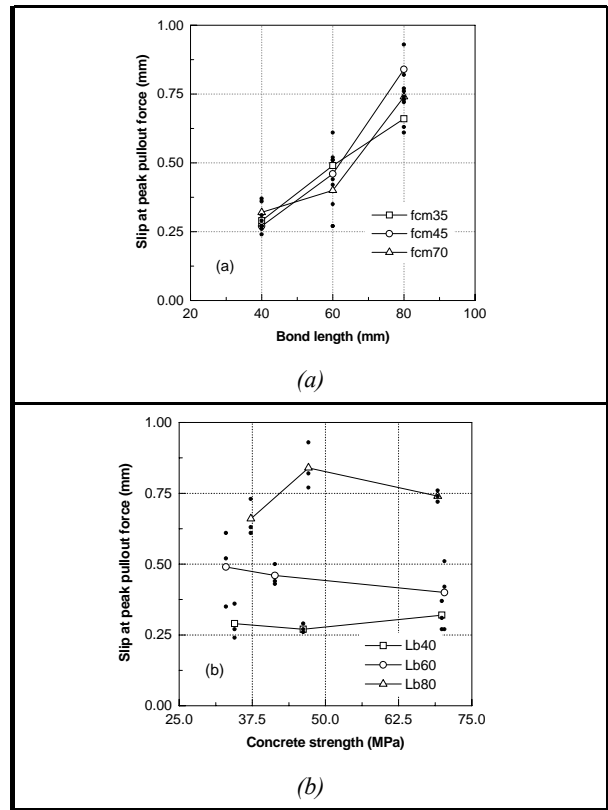 1.00
0.75
0.50
0.25
0.00
Slip at peak pullout force (mm)
fcm35
fcm45
fcm70
(a)
20 40 60 80 100
Bond length (mm)
(a)
1.00
0.75
0.50
0.25
0.00
Slip at peak pullout force (mm)
Lb40
Lb60
Lb80
(b)
25.0 37.5 50.0 62.5 75.0
Concrete strength (MPa)
(b)